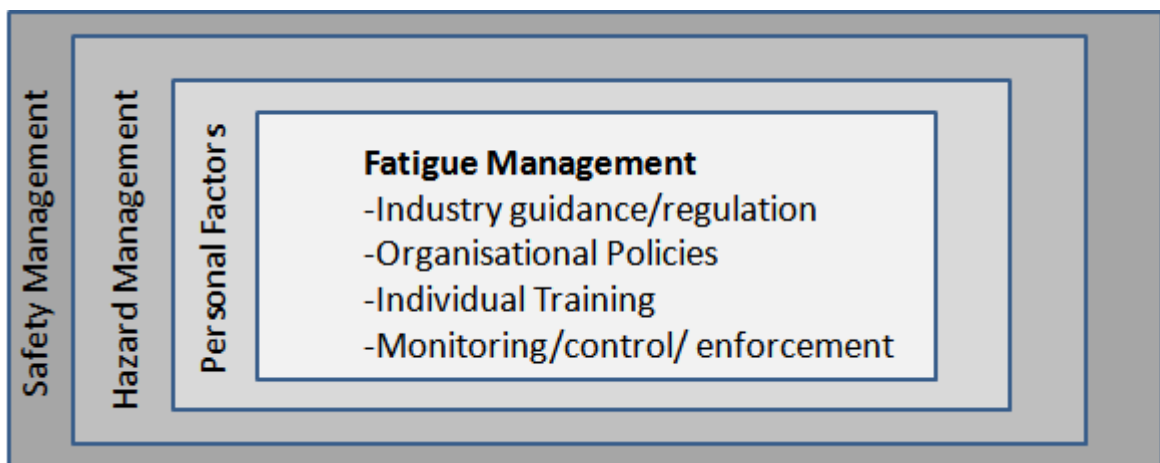 Safety Management
Hazard Management
Personal Factors
Fatigue Management
-Industry guidance/regulation
-Organisational Policies
-Individual Training
-Monitoring/control/ enforcement